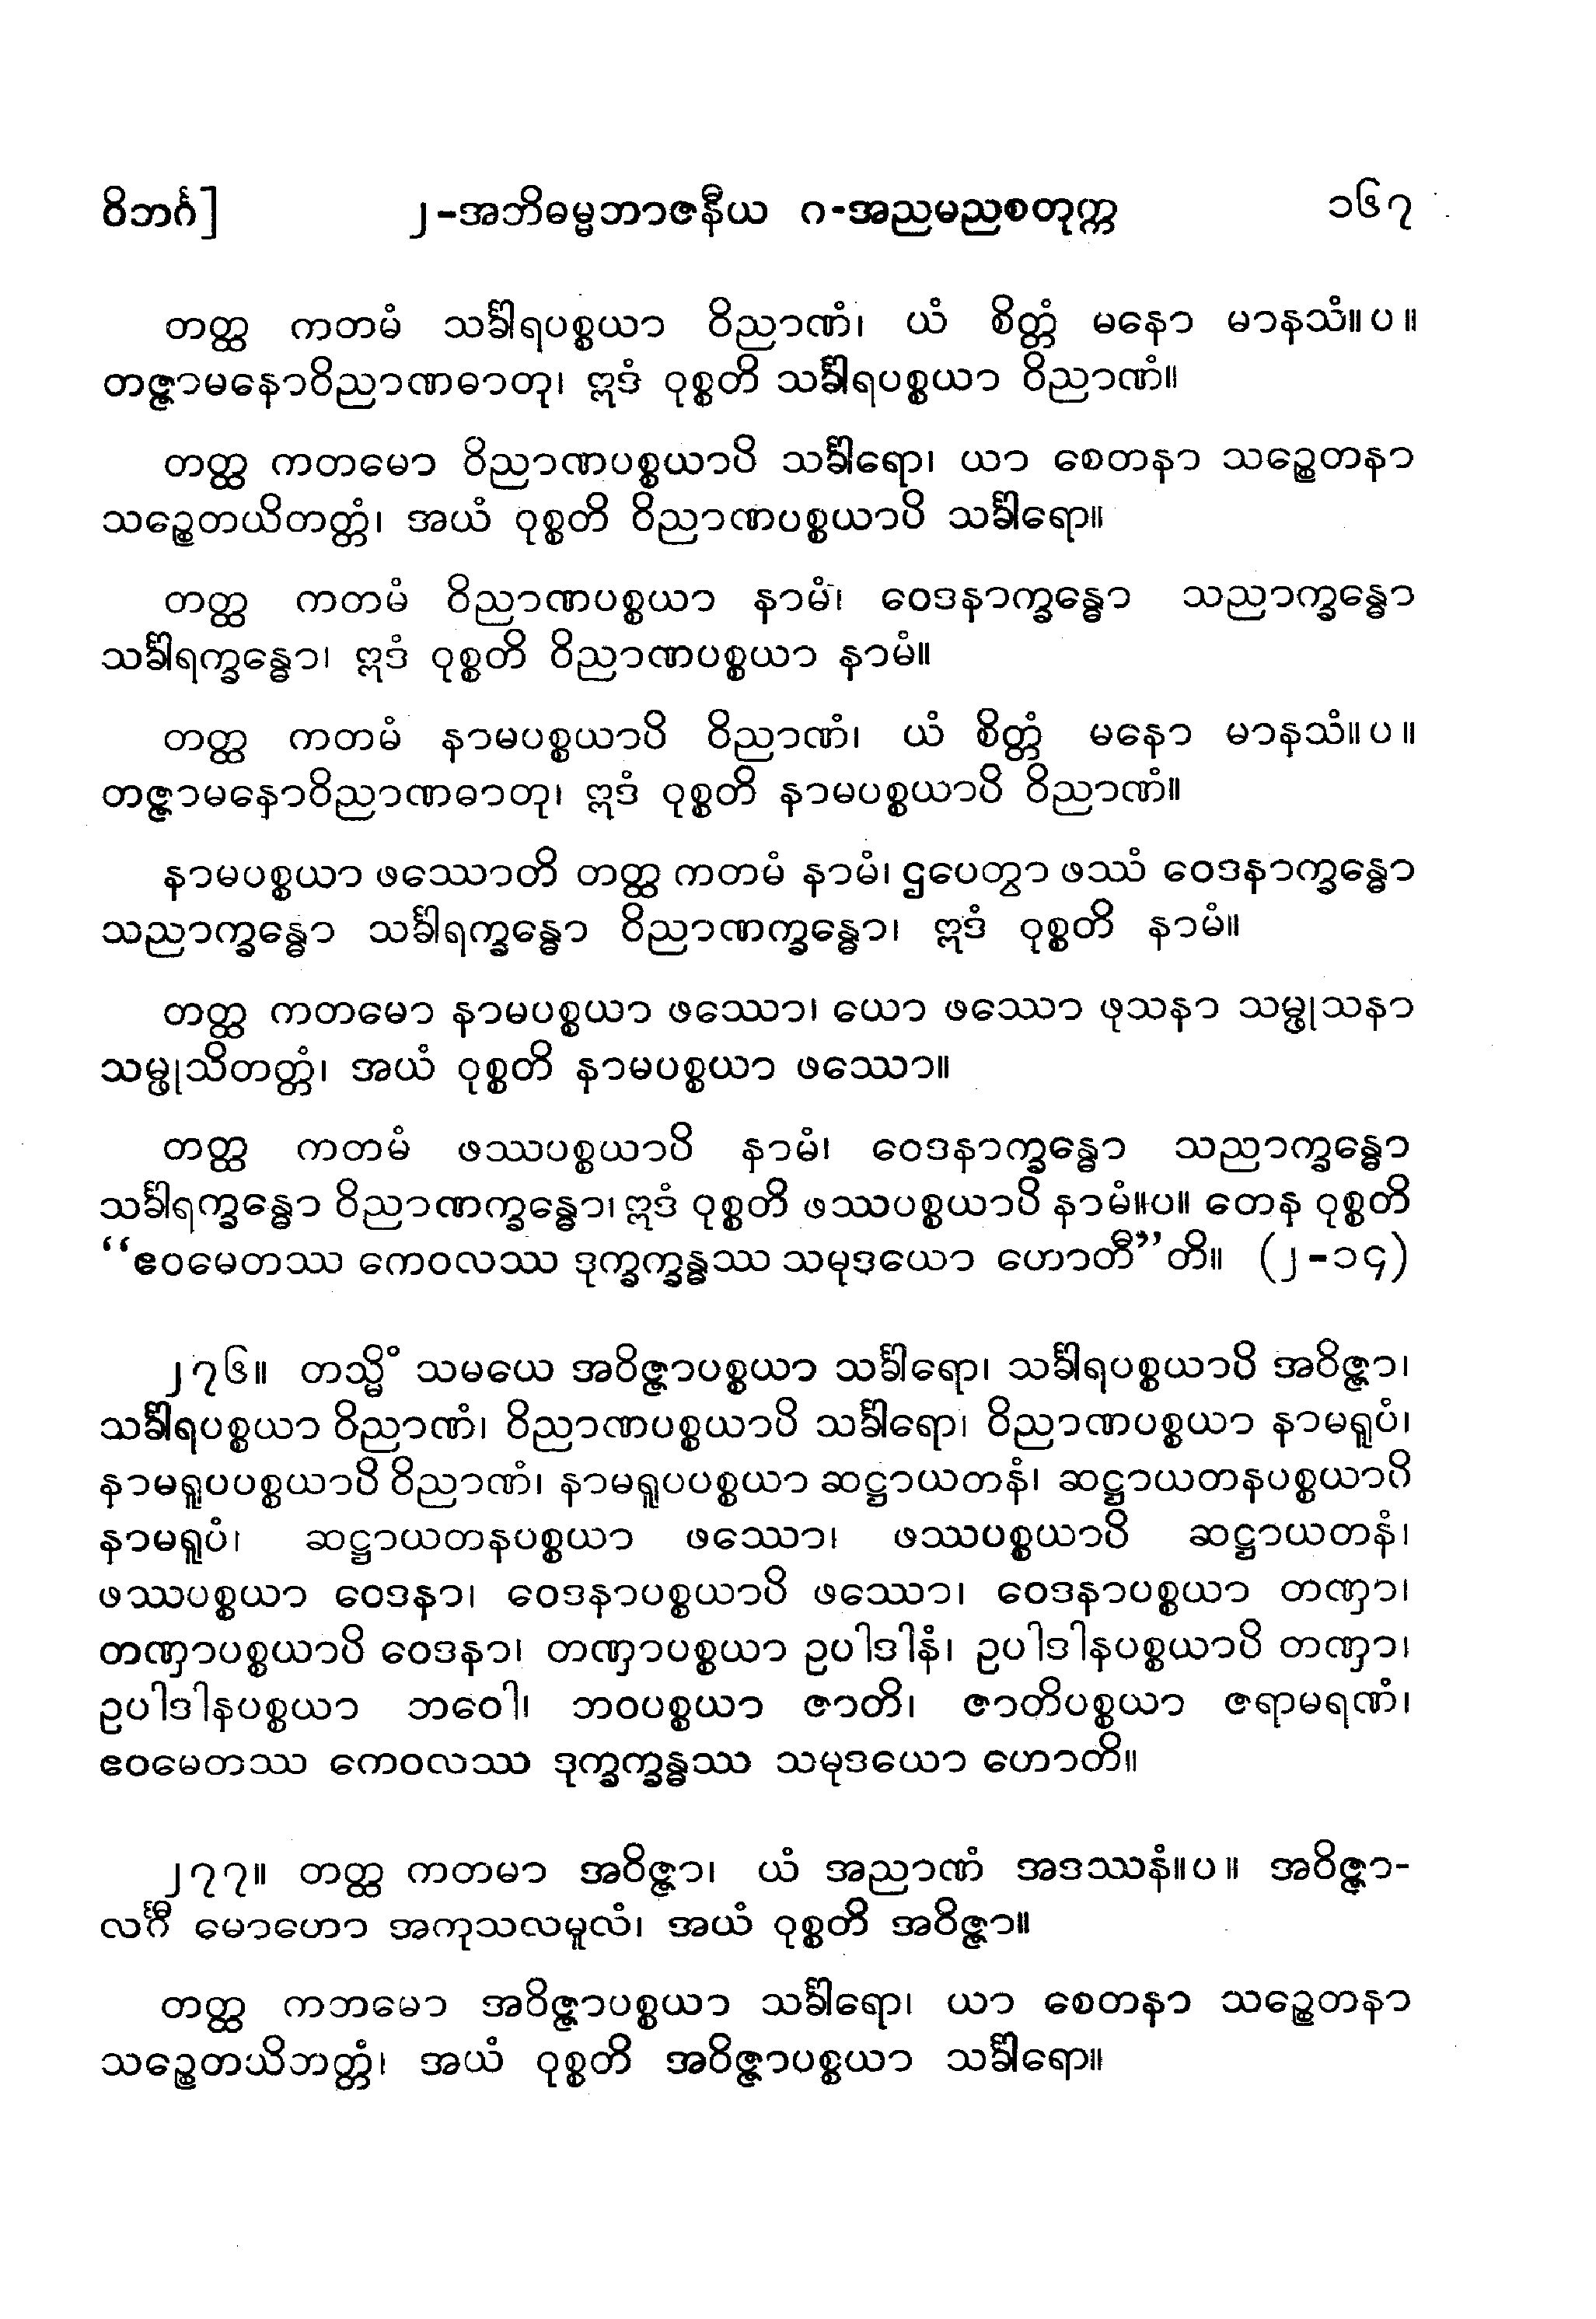 ဝိဘင်္ဂ] ၂-အဘိဓမ္မဘာဇနီယ ဂ-အညမညစတုက္က ၁၆၇
တတ္ထ ကတမံ သင်္ခါရပစ္စယာ ဝိညာဏံ၊ ယံ စိတ္တံ မနော မာနသံ။ပ။
တဇ္ဇာမနောဝိညာဏဓာတု၊ ဣဒံ ဝုစ္စတိ သင်္ခါရပစ္စယာ ဝိညာဏံ။
တတ္ထ ကတမော ဝိညာဏပစ္စယာပိ သင်္ခါရော၊ ယာ စေတနာ သဉ္စေတနာ
သဉ္စေတယိတတ္တံ၊ အယံ ဝုစ္စတိ ဝိညာဏပစ္စယာပိ သင်္ခါရော။
တတ္ထ ကတမံ ဝိညာဏပစ္စယာ နာမံ၊ ဝေဒနာက္ခန္ဓော သညာက္ခန္ဓော
သင်္ခါရက္ခန္ဓော၊ ဣဒံ ဝုစ္စတိ ဝိညာဏပစ္စယာ နာမံ။
တတ္ထ ကတမံ နာမပစ္စယာပိ ဝိညာဏံ၊ ယံ စိတ္တံ မနော မာနသံ။ပ။
တဇ္ဇာမနောဝိညာဏဓာတု၊ ဣဒံ ဝုစ္စတိ နာမပစ္စယာပိ ဝိညာဏံ။
နာမပစ္စယာ ဖဿောတိ တတ္ထ ကတမံ နာမံ၊ ဌပေတွာ ဖဿံ ဝေဒနာက္ခန္ဓော
သညာက္ခန္ဓော သင်္ခါရက္ခန္ဓော ဝိညာဏက္ခန္ဓော၊ ဣဒံ ဝုစ္စတိ နာမံ။
တတ္ထ ကတမော နာမပစ္စယာ ဖဿော၊ ယော ဖဿော ဖုသနာ သမ္ဖုသနာ
သမ္ဖုသိတတ္တံ၊ အယံ ဝုစ္စတိ နာမပစ္စယာ ဖဿော။
တတ္ထ ကတမံ ဖဿပစ္စယာပိ နာမံ၊ ဝေဒနာက္ခန္ဓော သညာက္ခန္ဓော
သင်္ခါရက္ခန္ဓော ဝိညာဏက္ခန္ဓော၊ ဣဒံ ဝုစ္စတိ ဖဿပစ္စယာပိ နာမံ။ပ။ တေန ဝုစ္စတိ
“ဧဝမေတဿ ကေဝလဿ ဒုက္ခက္ခန္ဓဿ သမုဒယော ဟောတီ”တိ။ (၂-၁၄)
၂၇၆။ တသ္မိံ သမယေ အဝိဇ္ဇာပစ္စယာ သင်္ခါရော၊ သင်္ခါရပစ္စယာပိ အဝိဇ္ဇာ၊
သင်္ခါရပစ္စယာ ဝိညာဏံ၊ ဝိညာဏပစ္စယာပိ သင်္ခါရော၊ ဝိညာဏပစ္စယာ နာမရူပံ၊
နာမရူပပစ္စယာပိ ဝိညာဏံ၊ နာမရူပပစ္စယာ ဆဋ္ဌာယတနံ၊ ဆဋ္ဌာယတနပစ္စယာပိ
နာမရူပံ၊ ဆဋ္ဌာယတနပစ္စယာ ဖဿော၊ ဖဿပစ္စယာပိ ဆဋ္ဌာယတနံ၊
ဖဿပစ္စယာ ဝေဒနာ၊ ဝေဒနာပစ္စယာပိ ဖဿော၊ ဝေဒနာပစ္စယာ တဏှာ၊
တဏှာပစ္စယာပိ ဝေဒနာ၊ တဏှာပစ္စယာ ဥပါဒါနံ၊ ဥပါဒါနပစ္စယာပိ တဏှာ၊
ဥပါဒါနပစ္စယာ ဘဝေါ၊ ဘဝပစ္စယာ ဇာတိ၊ ဇာတိပစ္စယာ ဇရာမရဏံ၊
ဧဝမေတဿ ကေဝလဿ ဒုက္ခက္ခန္ဓဿ သမုဒယော ဟောတိ။
၂၇၇။ တတ္ထ ကတမာ အဝိဇ္ဇာ၊ ယံ အညာဏံ အဒဿနံ။ပ။ အဝိဇ္ဇာ-
လင်္ဂီ မောဟော အကုသလမူလံ၊ အယံ ဝုစ္စတိ အဝိဇ္ဇာ။
တတ္ထ ကဘမော အဝိဇ္ဇာပစ္စယာ သင်္ခါရော၊ ယာ စေတနာ သဉ္စေတနာ
သဉ္စေတယိဘတ္တံ၊ အယံ ဝုစ္စတိ အဝိဇ္ဇာပစ္စယာ သင်္ခါရော။